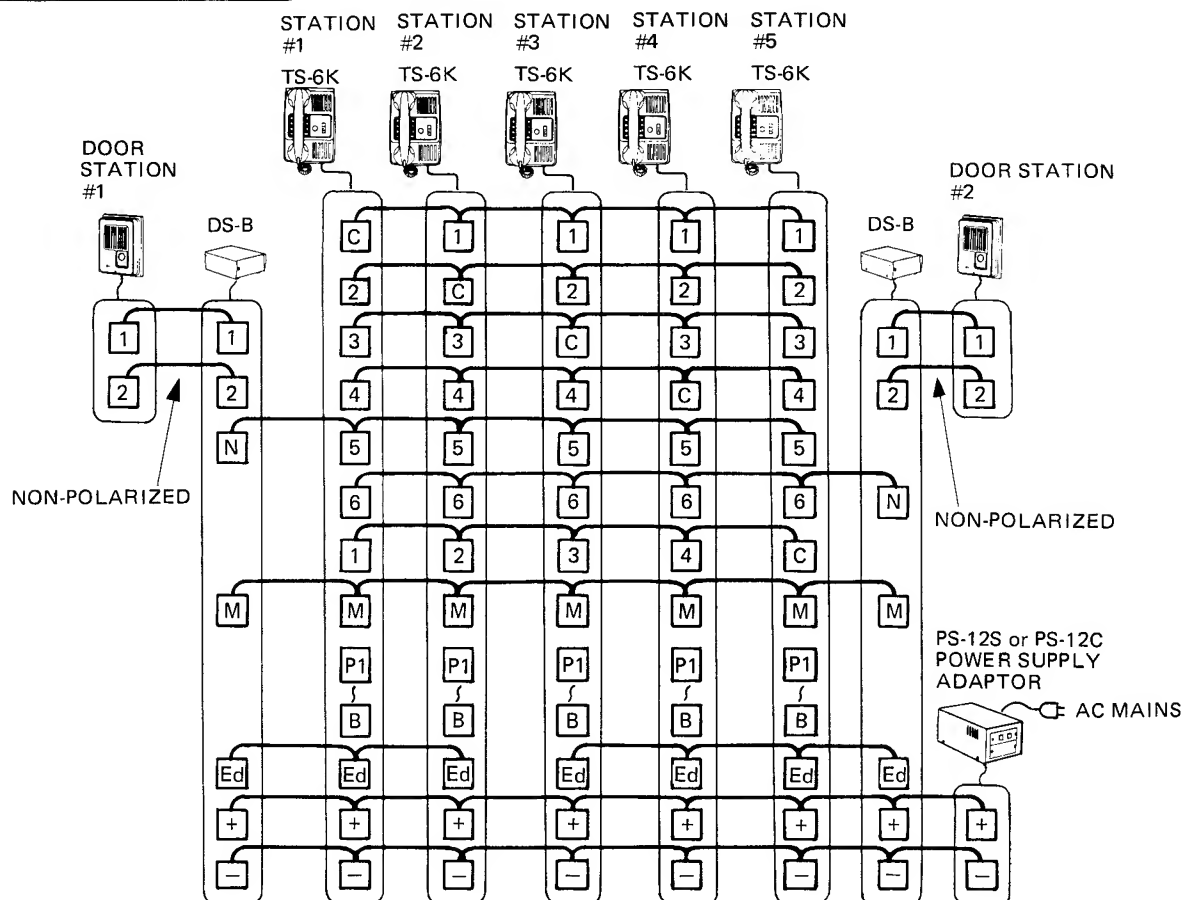 STATION #1 STATION #2 STATION #3 STATION #4 STATION #5
TS-6K TS-6K TS-6K TS-6K TS-6K
DOOR STATION #1
DS-B
DS-B
DOOR STATION #2
C 1 1 1 1
2 C 2 2 2
1 1 3 3 C 3 3 1 1
2 2 4 4 4 C 4 2 2
N 5 5 5 5 5
NON-POLARIZED
6 6 6 6 6 N
NON-POLARIZED
1 2 3 4 C
M M M M M M M
P1 P1 P1 P1 P1
B B B B B
PS-12S or PS-12C
POWER SUPPLY
ADAPTOR
AC MAINS
Ed Ed Ed Ed Ed Ed Ed
+ + + + + + + +
− − − − − − − −